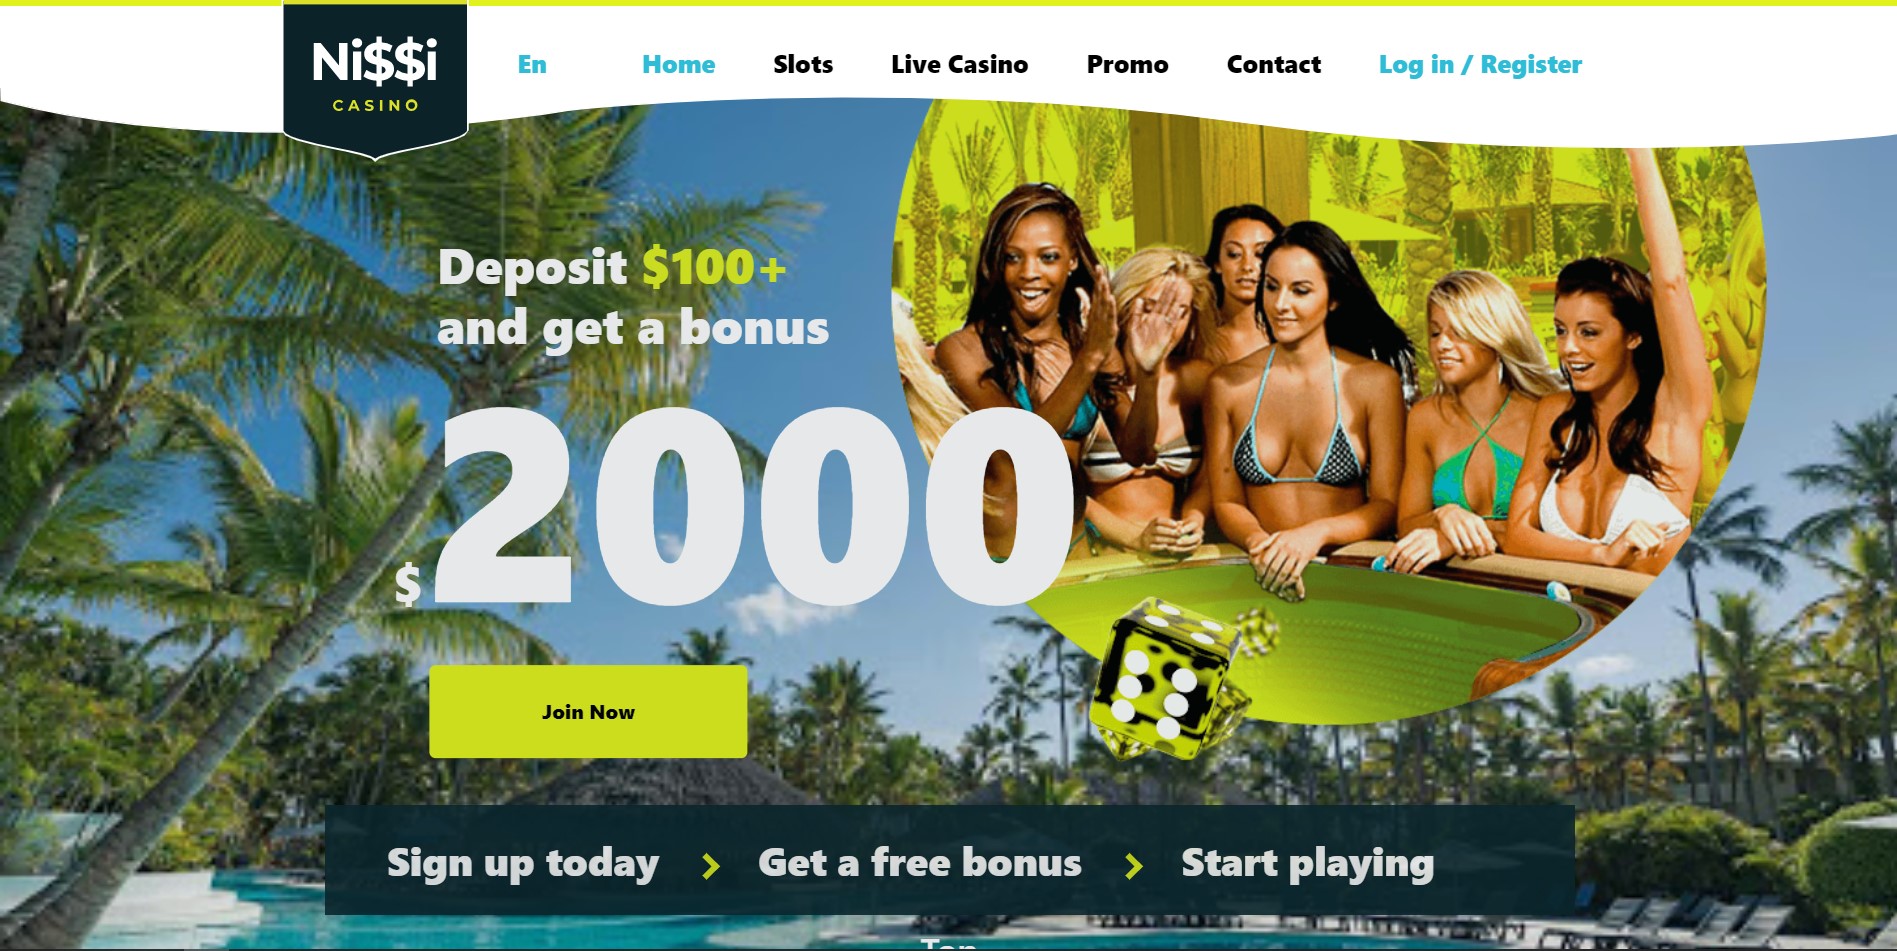 Ni$$i
CASINO
En Home Slots Live Casino Promo Contact Log in / Register
Deposit $100+
and get a bonus
$2000
Join Now
Sign up today > Get a free bonus > Start playing